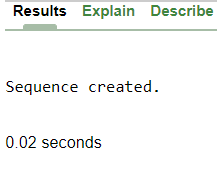 Results Explain Describe
Sequence created.
0.02 seconds